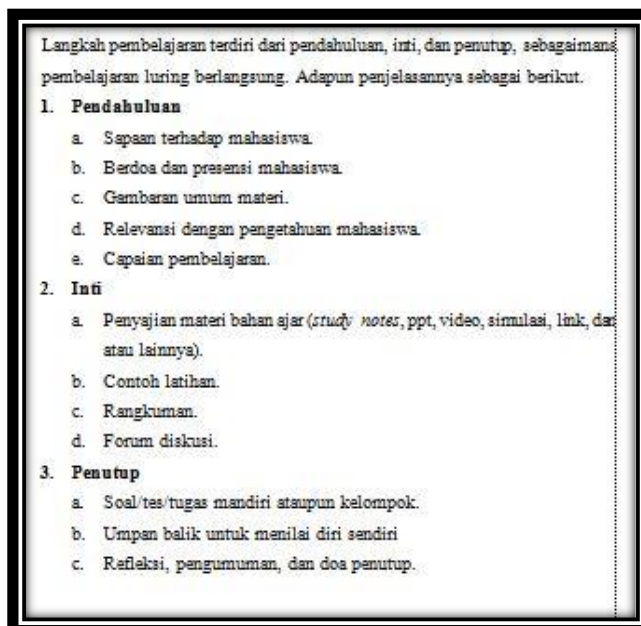 Langkah pembelajaran terdiri dari pendahuluan, inti, dan penutup, sebagaimana
pembelajaran luring berlangsung. Adapun penjelasannya sebagai berikut.
1. Pendahuluan
a. Sapaan terhadap mahasiswa.
b. Berdoa dan presensi mahasiswa.
c. Gambaran umum materi.
d. Relevansi dengan pengetahuan mahasiswa.
e. Capaian pembelajaran.
2. Inti
a. Penyajian materi bahan ajar (study notes, ppt, video, simulasi, link, dan
atau lainnya).
b. Contoh latihan.
c. Rangkuman.
d. Forum diskusi.
3. Penutup
a. Soal/tes/tugas mandiri ataupun kelompok.
b. Umpan balik untuk menilai diri sendiri
c. Refleksi, pengumuman, dan doa penutup.